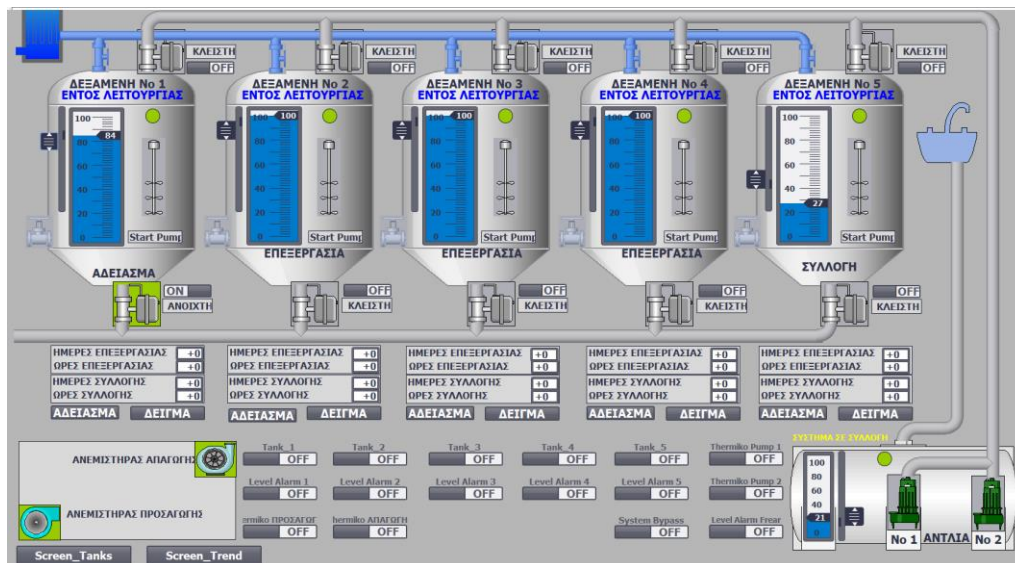 ΚΛΕΙΣΤΗ ΚΛΕΙΣΤΗ ΚΛΕΙΣΤΗ ΚΛΕΙΣΤΗ ΚΛΕΙΣΤΗ
OFF OFF OFF OFF OFF
ΔΕΞΑΜΕΝΗ No 1 ΔΕΞΑΜΕΝΗ No 2 ΔΕΞΑΜΕΝΗ No 3 ΔΕΞΑΜΕΝΗ No 4 ΔΕΞΑΜΕΝΗ No 5
ΕΝΤΟΣ ΛΕΙΤΟΥΡΓΙΑΣ ΕΝΤΟΣ ΛΕΙΤΟΥΡΓΙΑΣ ΕΝΤΟΣ ΛΕΙΤΟΥΡΓΙΑΣ ΕΝΤΟΣ ΛΕΙΤΟΥΡΓΙΑΣ ΕΝΤΟΣ ΛΕΙΤΟΥΡΓΙΑΣ
100 100 100 100 100 100 100 100
84
80 80 80 80 80
60 60 60 60 60
40 40 40 40 40
20 20 20 20 20 27
0 0 0 0 0
Start Pump Start Pump Start Pump Start Pump Start Pump
ΑΔΕΙΑΣΜΑ ΕΠΕΞΕΡΓΑΣΙΑ ΕΠΕΞΕΡΓΑΣΙΑ ΕΠΕΞΕΡΓΑΣΙΑ ΣΥΛΛΟΓΗ
ON OFF OFF OFF OFF
ΑΝΟΙΧΤΗ ΚΛΕΙΣΤΗ ΚΛΕΙΣΤΗ ΚΛΕΙΣΤΗ ΚΛΕΙΣΤΗ
ΗΜΕΡΕΣ ΕΠΕΞΕΡΓΑΣΙΑΣ +0 ΗΜΕΡΕΣ ΕΠΕΞΕΡΓΑΣΙΑΣ +0 ΗΜΕΡΕΣ ΕΠΕΞΕΡΓΑΣΙΑΣ +0 ΗΜΕΡΕΣ ΕΠΕΞΕΡΓΑΣΙΑΣ +0 ΗΜΕΡΕΣ ΕΠΕΞΕΡΓΑΣΙΑΣ +0
ΩΡΕΣ ΕΠΕΞΕΡΓΑΣΙΑΣ +0 ΩΡΕΣ ΕΠΕΞΕΡΓΑΣΙΑΣ +0 ΩΡΕΣ ΕΠΕΞΕΡΓΑΣΙΑΣ +0 ΩΡΕΣ ΕΠΕΞΕΡΓΑΣΙΑΣ +0 ΩΡΕΣ ΕΠΕΞΕΡΓΑΣΙΑΣ +0
ΗΜΕΡΕΣ ΣΥΛΛΟΓΗΣ +0 ΗΜΕΡΕΣ ΣΥΛΛΟΓΗΣ +0 ΗΜΕΡΕΣ ΣΥΛΛΟΓΗΣ +0 ΗΜΕΡΕΣ ΣΥΛΛΟΓΗΣ +0 ΗΜΕΡΕΣ ΣΥΛΛΟΓΗΣ +0
ΩΡΕΣ ΣΥΛΛΟΓΗΣ +0 ΩΡΕΣ ΣΥΛΛΟΓΗΣ +0 ΩΡΕΣ ΣΥΛΛΟΓΗΣ +0 ΩΡΕΣ ΣΥΛΛΟΓΗΣ +0 ΩΡΕΣ ΣΥΛΛΟΓΗΣ +0
ΑΔΕΙΑΣΜΑ ΔΕΙΓΜΑ ΑΔΕΙΑΣΜΑ ΔΕΙΓΜΑ ΑΔΕΙΑΣΜΑ ΔΕΙΓΜΑ ΑΔΕΙΑΣΜΑ ΔΕΙΓΜΑ ΑΔΕΙΑΣΜΑ ΔΕΙΓΜΑ
ΣΥΣΤΗΜΑ ΣΕ ΣΥΛΛΟΓΗ
Tank_1 Tank_2 Tank_3 Tank_4 Tank_5 Thermiko Pump 1
ΑΝΕΜΙΣΤΗΡΑΣ ΑΠΑΓΩΓΗΣ OFF OFF OFF OFF OFF OFF
Level Alarm 1 Level Alarm 2 Level Alarm 3 Level Alarm 4 Level Alarm 5 Thermiko Pump 2
OFF OFF OFF OFF OFF OFF
100
80
60
40
21
0
ΑΝΕΜΙΣΤΗΡΑΣ ΠΡΟΣΑΓΩΓΗΣ
ermiko ΠΡΟΣΑΓΩΓ hermiko ΑΠΑΓΩΓΗ System Bypass Level Alarm Frear
OFF OFF OFF OFF
No 1 ΑΝΤΛΙΑ No 2
Screen_Tanks Screen_Trend